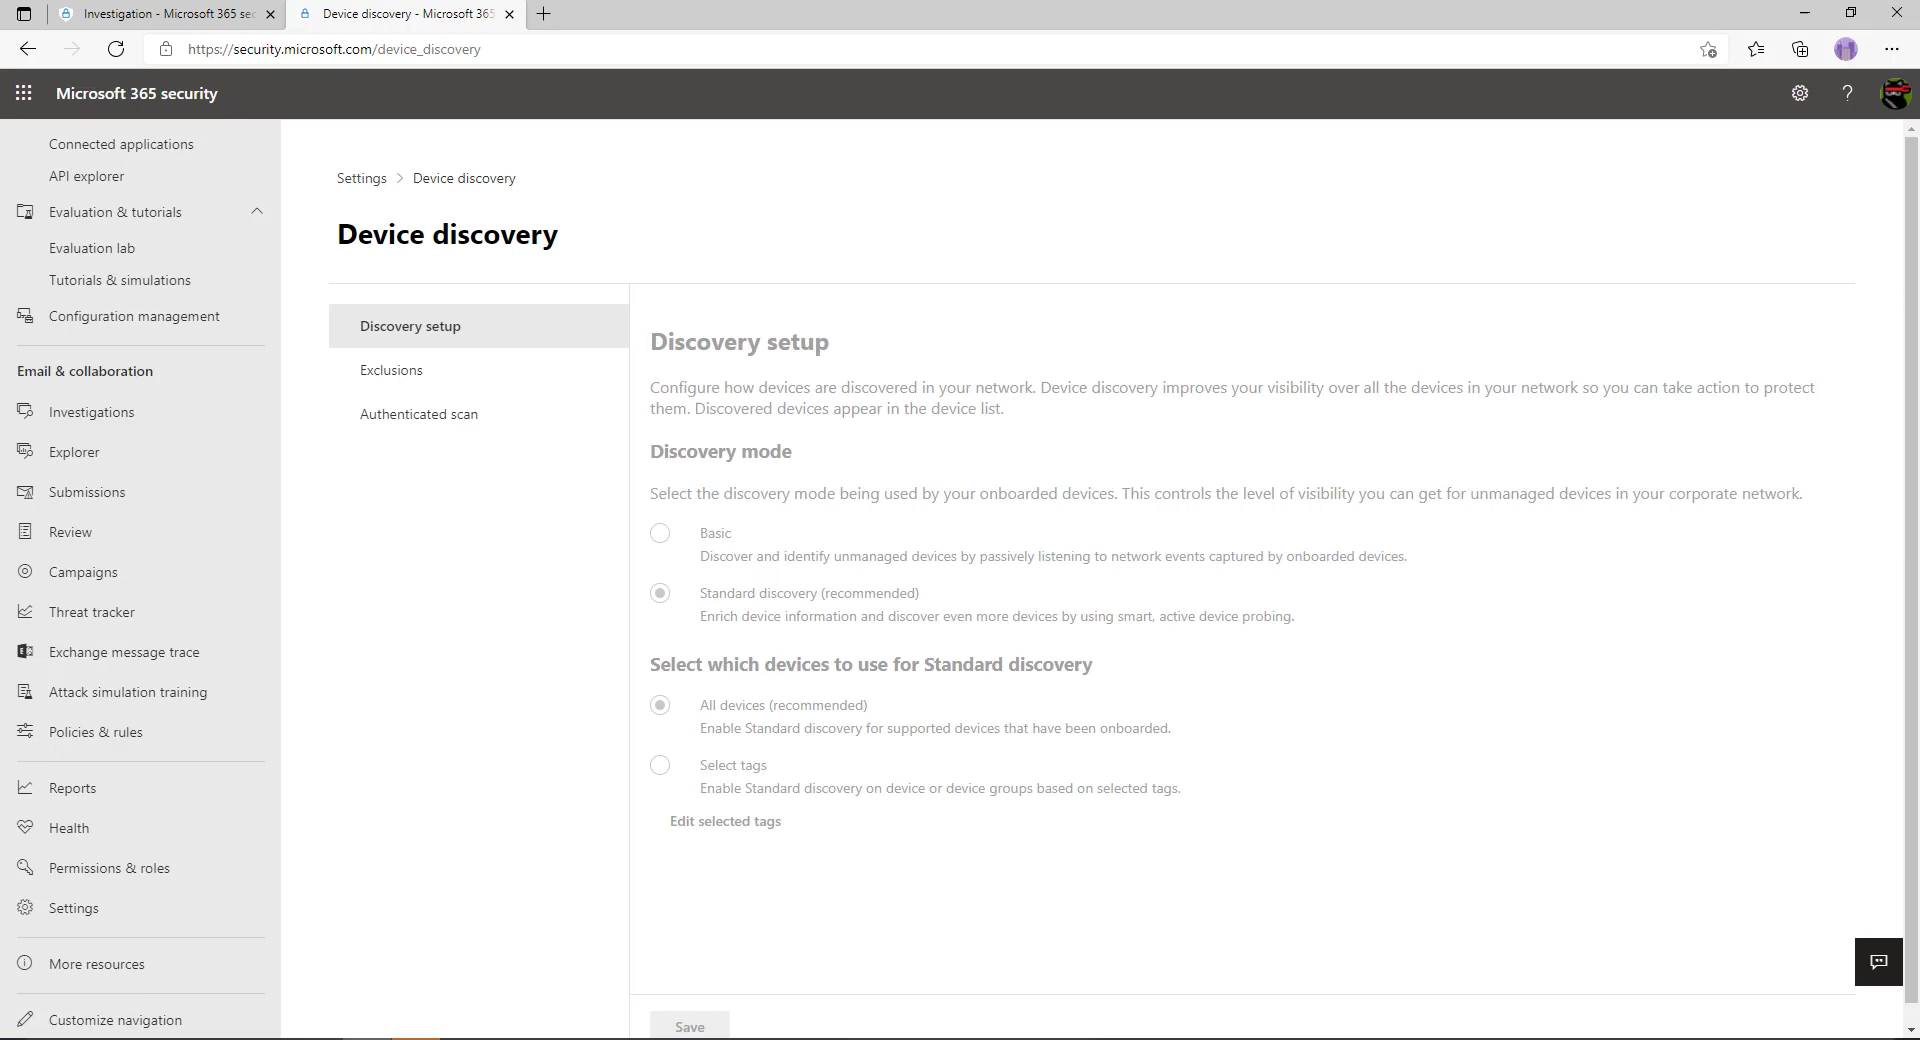 Investigation - Microsoft 365 sec
Device discovery - Microsoft 365
https://security.microsoft.com/device_discovery
Microsoft 365 security
Connected applications
API explorer
Evaluation & tutorials
Evaluation lab
Tutorials & simulations
Configuration management
Email & collaboration
Investigations
Explorer
Submissions
Review
Campaigns
Threat tracker
Exchange message trace
Attack simulation training
Policies & rules
Reports
Health
Permissions & roles
Settings
More resources
Customize navigation
Settings > Device discovery
Device discovery
Discovery setup
Exclusions
Authenticated scan
Discovery setup
Configure how devices are discovered in your network. Device discovery improves your visibility over all the devices in your network so you can take action to protect
them. Discovered devices appear in the device list.
Discovery mode
Select the discovery mode being used by your onboarded devices. This controls the level of visibility you can get for unmanaged devices in your corporate network.
Basic
Discover and identify unmanaged devices by passively listening to network events captured by onboarded devices.
Standard discovery (recommended)
Enrich device information and discover even more devices by using smart, active device probing.
Select which devices to use for Standard discovery
All devices (recommended)
Enable Standard discovery for supported devices that have been onboarded.
Select tags
Enable Standard discovery on device or device groups based on selected tags.
Edit selected tags
Save